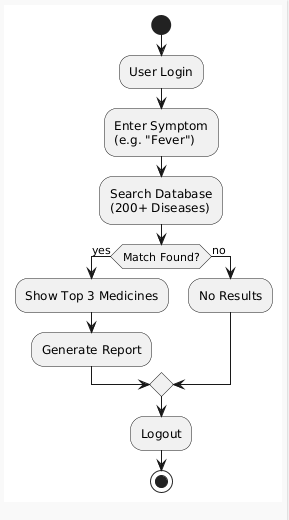 User Login
Enter Symptom
(e.g. "Fever")
Search Database
(200+ Diseases)
Match Found?
yes
no
Show Top 3 Medicines
No Results
Generate Report
Logout